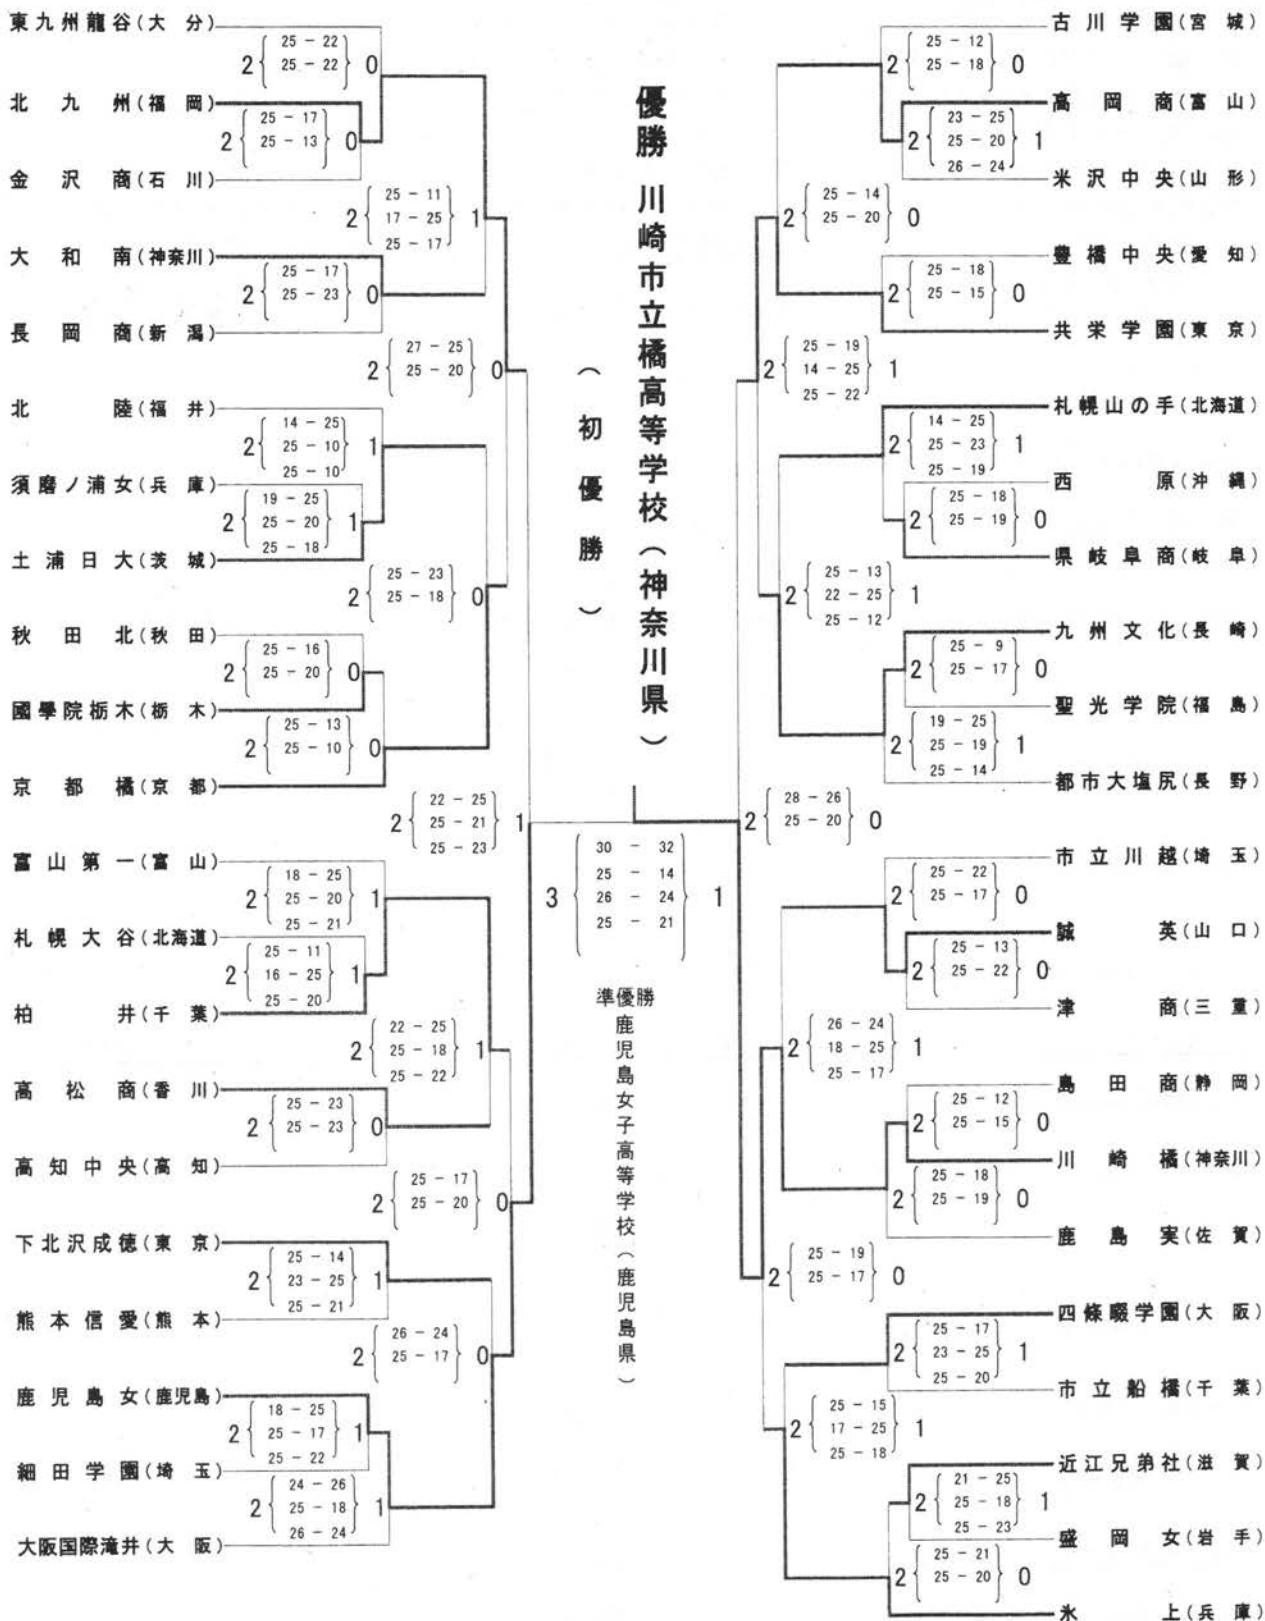 東九州龍谷(大分)
2 25-22 0
25-22
北九州(福岡)
2 25-17 0
25-13
金沢商(石川)
2 25-11 1
17-25
25-17
大和南(神奈川)
2 25-17 0
25-23
長岡商(新潟)
2 27-25 0
25-20
北陸(福井)
2 14-25 1
25-10
25-10
須磨ノ浦女(兵庫)
2 19-25 1
25-20
25-18
土浦日大(茨城)
2 25-23 0
25-18
秋田北(秋田)
2 25-16 0
25-20
國學院栃木(栃木)
2 25-13 0
25-10
京都橘(京都)
2 22-25 1
25-21
25-23
富山第一(富山)
2 18-25 1
25-20
25-21
札幌大谷(北海道)
2 25-11 1
16-25
25-20
柏井(千葉)
2 22-25 1
25-18
25-22
高松商(香川)
2 25-23 0
25-23
高知中央(高知)
2 25-17 0
25-20
下北沢成徳(東京)
2 25-14 1
23-25
25-21
熊本信愛(熊本)
2 26-24 0
25-17
鹿児島女(鹿児島)
2 18-25 1
25-17
25-22
細田学園(埼玉)
2 24-26 1
25-18
26-24
大阪国際滝井(大阪)
優勝 川崎市立橘高等学校(神奈川県)
(初優勝)
3 30-32 1
25-14
26-24
25-21
準優勝
鹿児島女子高等学校(鹿児島県)
古川学園(宮城)
2 25-12 0
25-18
高岡商(富山)
2 23-25 1
25-20
26-24
米沢中央(山形)
2 25-14 0
25-20
豊橋中央(愛知)
2 25-18 0
25-15
共栄学園(東京)
2 25-19 1
14-25
25-22
札幌山の手(北海道)
2 14-25 1
25-23
25-19
西原(沖縄)
2 25-18 0
25-19
県岐阜商(岐阜)
2 25-13 1
22-25
25-12
九州文化(長崎)
2 25-9 0
25-17
聖光学院(福島)
2 19-25 1
25-19
25-14
都市大塩尻(長野)
2 28-26 0
25-20
市立川越(埼玉)
2 25-22 0
25-17
誠英(山口)
2 25-13 0
25-22
津商(三重)
2 26-24 1
18-25
25-17
島田商(静岡)
2 25-12 0
25-15
川崎橘(神奈川)
2 25-18 0
25-19
鹿島実(佐賀)
2 25-19 0
25-17
四條畷学園(大阪)
2 25-17 1
23-25
25-20
市立船橋(千葉)
2 25-15 1
17-25
25-18
近江兄弟社(滋賀)
2 21-25 1
25-18
25-23
盛岡女(岩手)
2 25-21 0
25-20
氷上(兵庫)